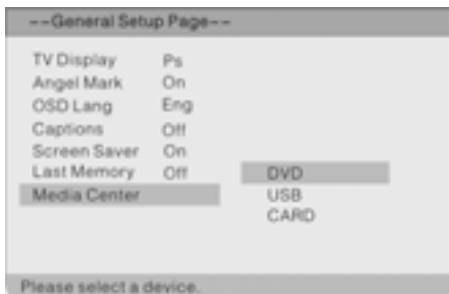 --General Setup Page--
TV Display Ps
Angel Mark On
OSD Lang Eng
Captions Off
Screen Saver On
Last Memory Off DVD
Media Center USB
CARD
Please select a device.